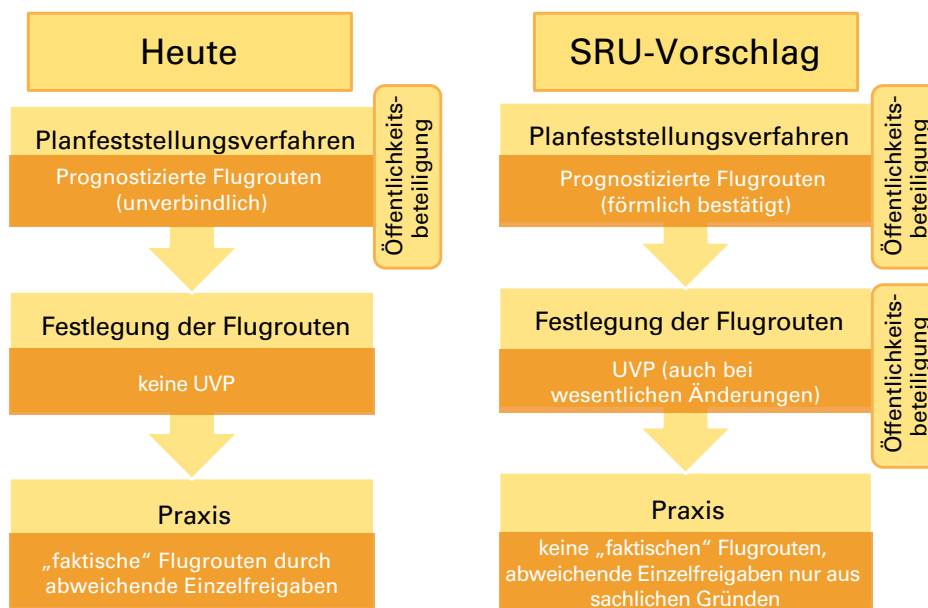 Heute
Planfeststellungsverfahren
Prognostizierte Flugrouten
(unverbindlich)
Öffentlichkeits-
beteiligung
Festlegung der Flugrouten
keine UVP
Praxis
„faktische“ Flugrouten durch
abweichende Einzelfreigaben
SRU-Vorschlag
Planfeststellungsverfahren
Prognostizierte Flugrouten
(förmlich bestätigt)
Öffentlichkeits-
beteiligung
Festlegung der Flugrouten
UVP (auch bei
wesentlichen Änderungen)
Öffentlichkeits-
beteiligung
Praxis
keine „faktischen“ Flugrouten,
abweichende Einzelfreigaben nur aus
sachlichen Gründen